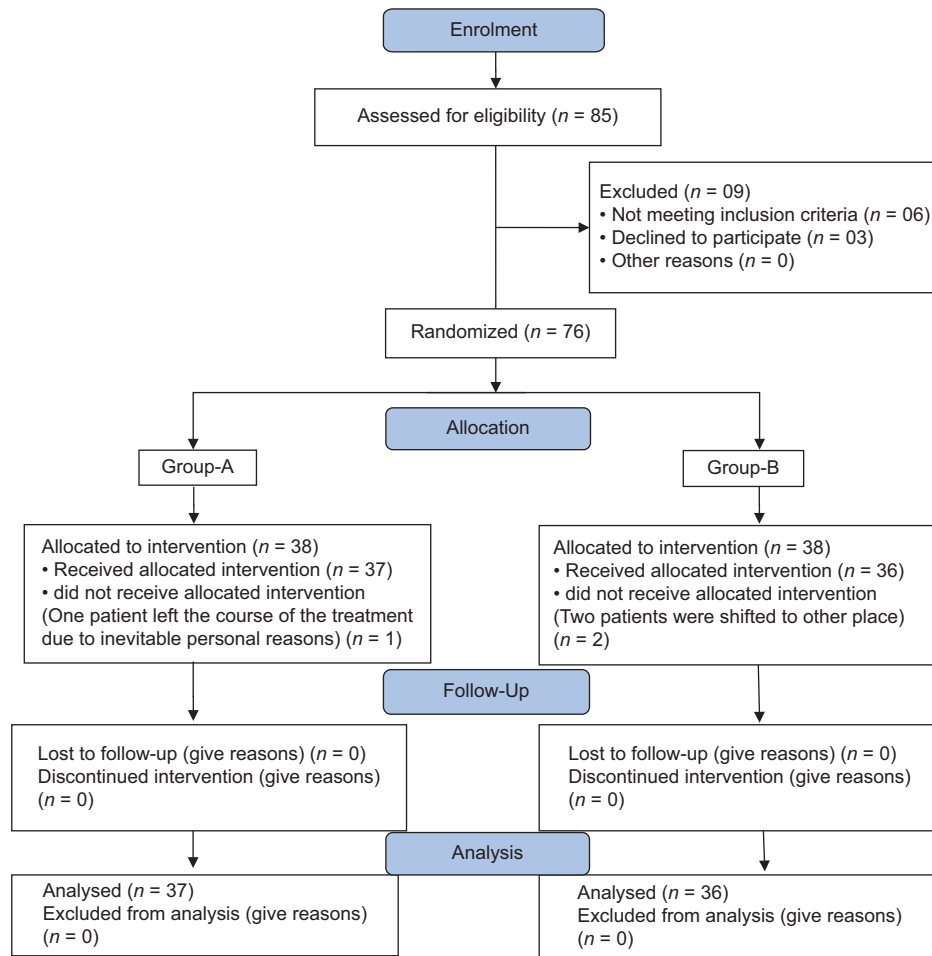 Enrolment
Assessed for eligibility (n = 85)
Excluded (n = 09)
• Not meeting inclusion criteria (n = 06)
• Declined to participate (n = 03)
• Other reasons (n = 0)
Randomized (n = 76)
Allocation
Group-A
Group-B
Allocated to intervention (n = 38)
• Received allocated intervention (n = 37)
• did not receive allocated intervention
(One patient left the course of the treatment
due to inevitable personal reasons) (n = 1)
Allocated to intervention (n = 38)
• Received allocated intervention (n = 36)
• did not receive allocated intervention
(Two patients were shifted to other place)
(n = 2)
Follow-Up
Lost to follow-up (give reasons) (n = 0)
Discontinued intervention (give reasons)
(n = 0)
Lost to follow-up (give reasons) (n = 0)
Discontinued intervention (give reasons)
(n = 0)
Analysis
Analysed (n = 37)
Excluded from analysis (give reasons)
(n = 0)
Analysed (n = 36)
Excluded from analysis (give reasons)
(n = 0)